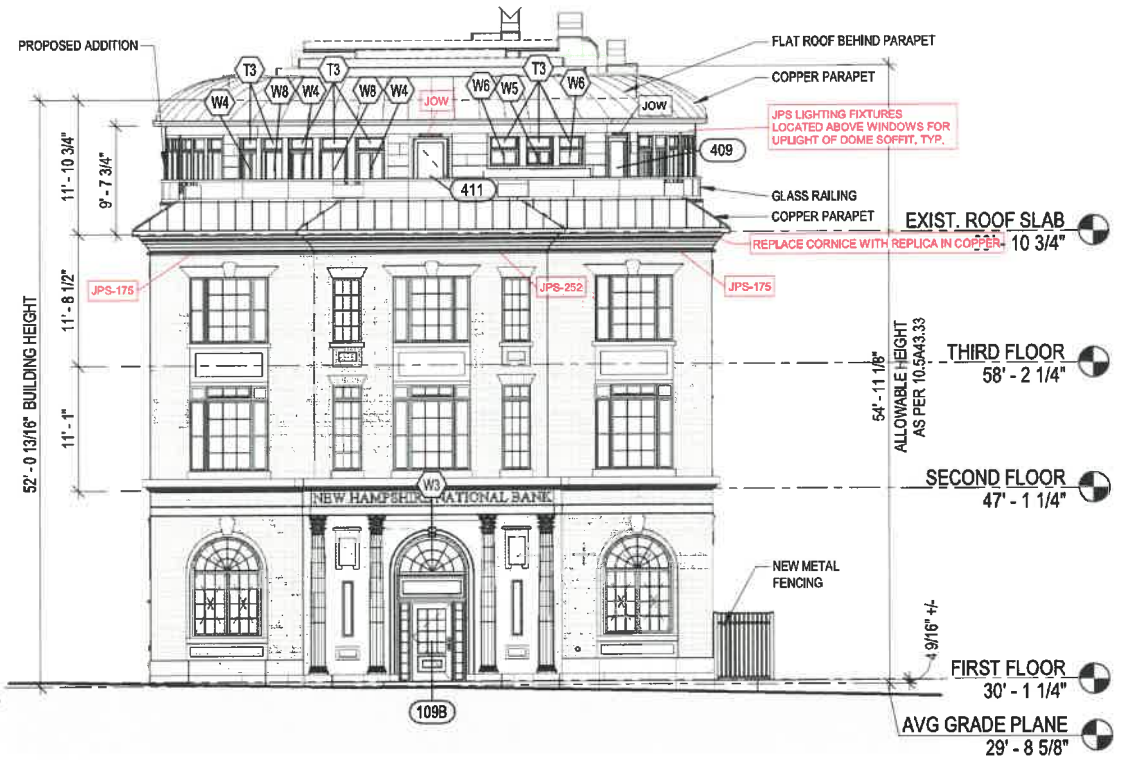 PROPOSED ADDITION
FLAT ROOF BEHIND PARAPET
COPPER PARAPET
T3
T3
T3
W4
W8
W4
W8
W4
W6
W5
W6
JOW
JOW
JPS LIGHTING FIXTURES
LOCATED ABOVE WINDOWS FOR
UPLIGHT OF DOME SOFFIT, TYP.
409
411
11' - 10 3/4"
9' - 7 3/4"
GLASS RAILING
COPPER PARAPET
EXIST. ROOF SLAB
- 10 3/4"
REPLACE CORNICE WITH REPLICA IN COPPER
JPS-175
JPS-252
JPS-175
11' - 8 1/2"
THIRD FLOOR
58' - 2 1/4"
52' - 0 13/16" BUILDING HEIGHT
54' - 11 1/8"
ALLOWABLE HEIGHT
AS PER 10.5A43.33
11' - 1"
SECOND FLOOR
47' - 1 1/4"
W3
NEW HAMPSHIRE NATIONAL BANK
NEW METAL
FENCING
4 9/16" +/-
FIRST FLOOR
30' - 1 1/4"
109B
AVG GRADE PLANE
29' - 8 5/8"